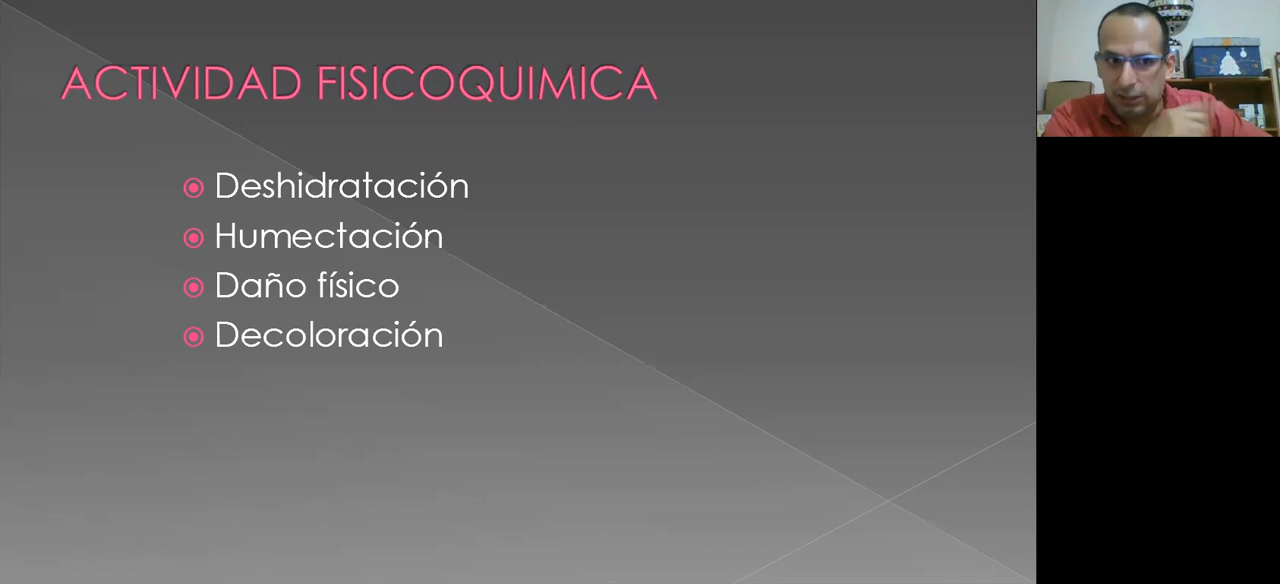 ACTIVIDAD FISICOQUIMICA
Deshidratación
Humectación
Daño físico
Decoloración